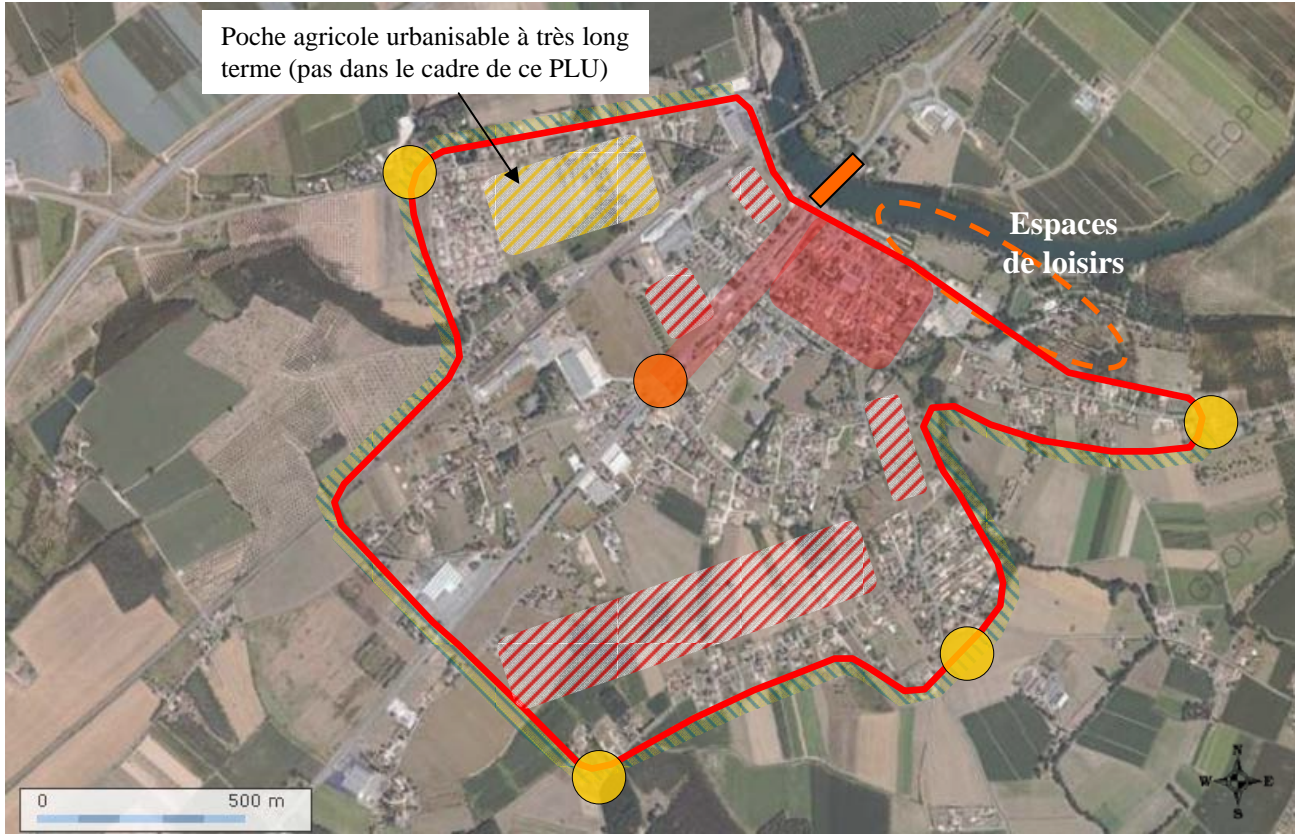 Poche agricole urbanisable à très long
terme (pas dans le cadre de ce PLU)
Espaces
de loisirs
0 500 m
N
W E
S